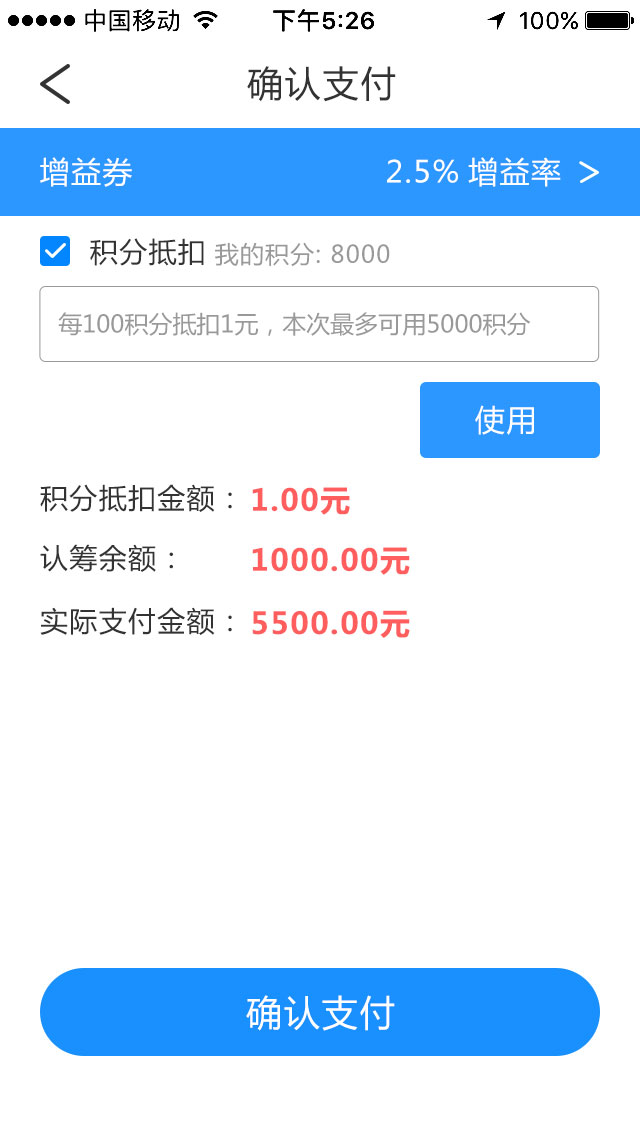 中国移动 下午5:26 100%
确认支付
增益券 2.5% 增益率 >
积分抵扣 我的积分: 8000
每100积分抵扣1元，本次最多可用5000积分
使用
积分抵扣金额： 1.00元
认筹余额： 1000.00元
实际支付金额： 5500.00元
确认支付